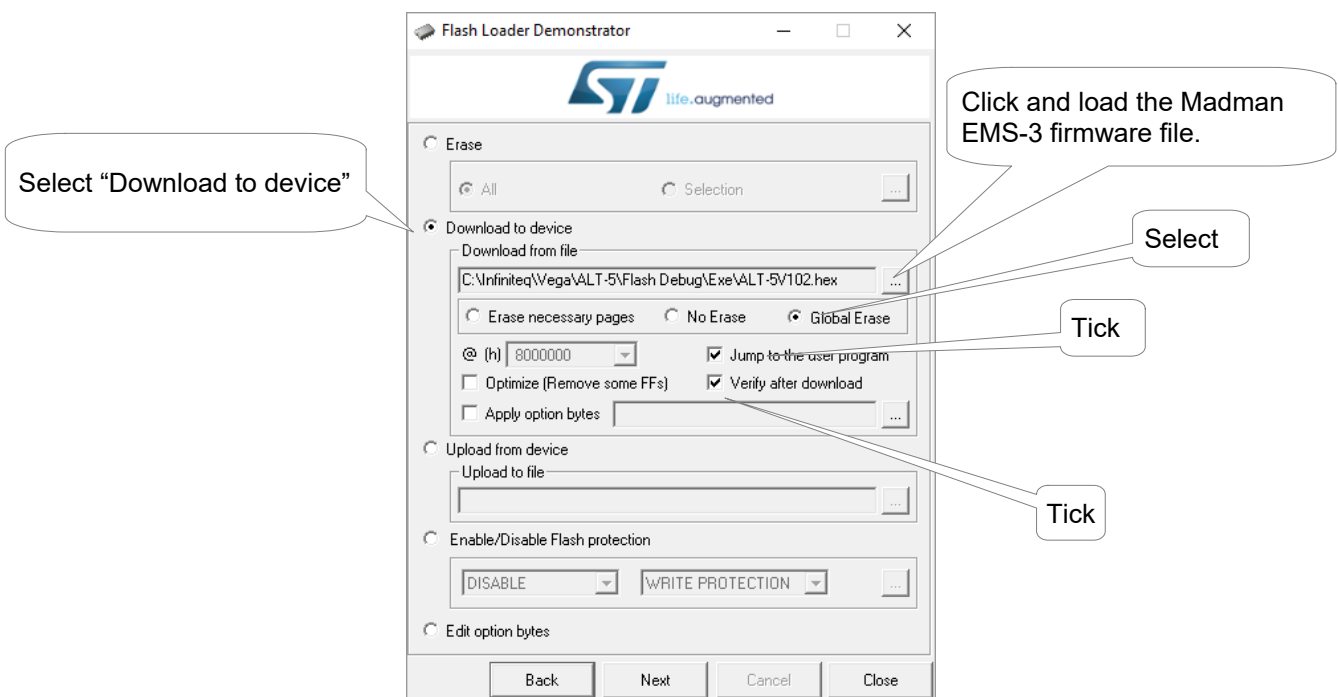 Flash Loader Demonstrator
ST life.augmented
Click and load the Madman
EMS-3 firmware file.
Erase
Select “Download to device”
All Selection ...
Download to device
Download from file
Select
C:\Infiniteq\Vega\ALT-5\Flash Debug\Exe\ALT-5V102.hex ...
Erase necessary pages No Erase Global Erase
Tick
@ (h) 8000000 Jump to the user program
Optimize (Remove some FFs) Verify after download
Apply option bytes ...
Upload from device
Upload to file
...
Tick
Enable/Disable Flash protection
DISABLE WRITE PROTECTION ...
Edit option bytes
Back Next Cancel Close